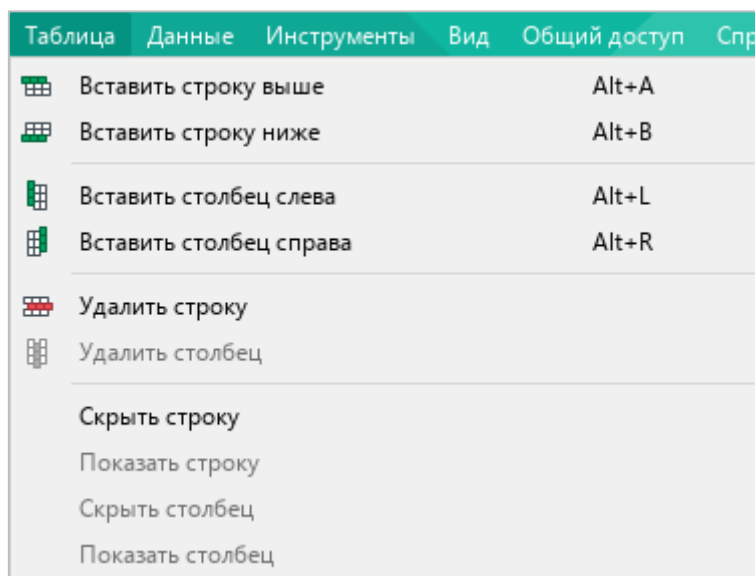 Таблица Данные Инструменты Вид Общий доступ Спр
Вставить строку выше Alt+A
Вставить строку ниже Alt+B
Вставить столбец слева Alt+L
Вставить столбец справа Alt+R
Удалить строку
Удалить столбец
Скрыть строку
Показать строку
Скрыть столбец
Показать столбец